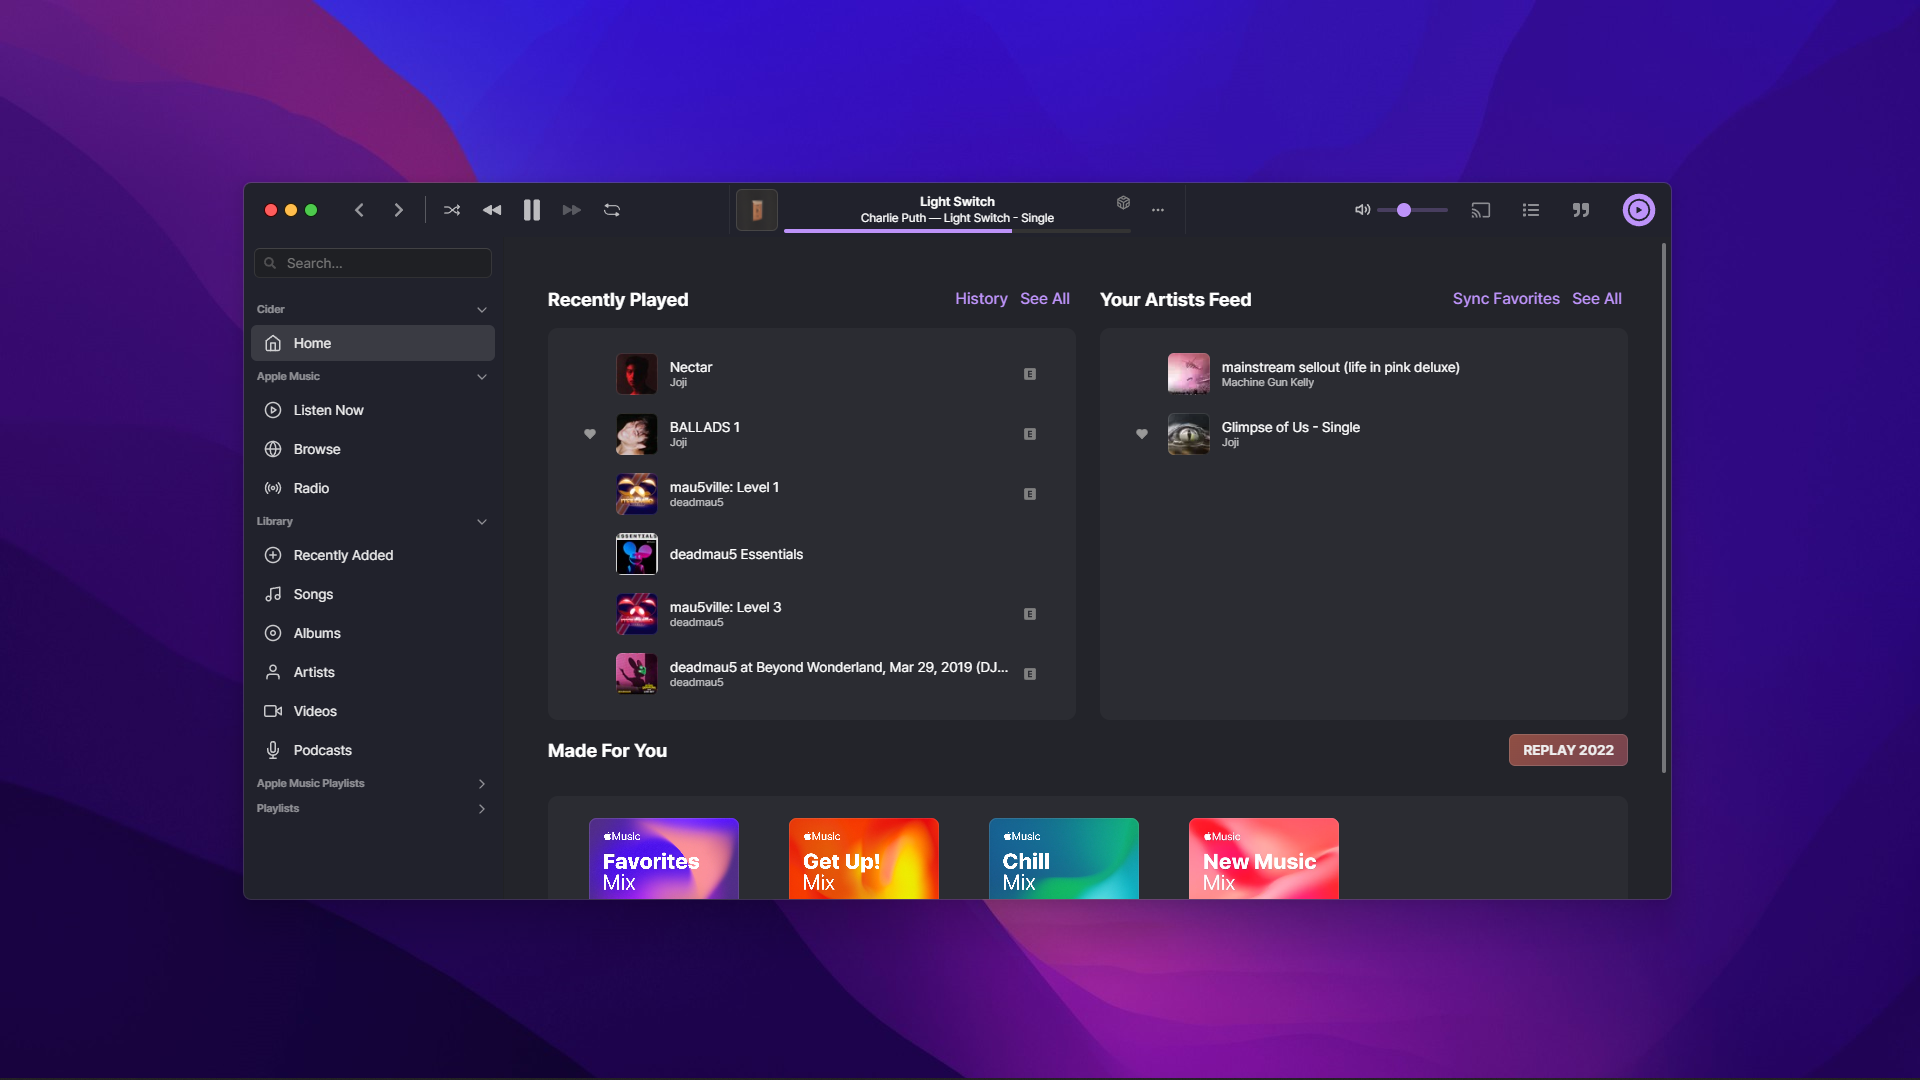 Light Switch
Charlie Puth — Light Switch - Single
Search...
Cider
Home
Apple Music
Listen Now
Browse
Radio
Library
Recently Added
Songs
Albums
Artists
Videos
Podcasts
Apple Music Playlists
Playlists
Recently Played
History See All
Nectar
Joji
E
BALLADS 1
Joji
E
mau5ville: Level 1
deadmau5
E
ESSENTIALS
deadmau5 Essentials
mau5ville: Level 3
deadmau5
E
deadmau5 at Beyond Wonderland, Mar 29, 2019 (DJ...
deadmau5
E
Your Artists Feed
Sync Favorites See All
mainstream sellout (life in pink deluxe)
Machine Gun Kelly
Glimpse of Us - Single
Joji
Made For You
REPLAY 2022
Music
Favorites
Mix
Music
Get Up!
Mix
Music
Chill
Mix
Music
New Music
Mix